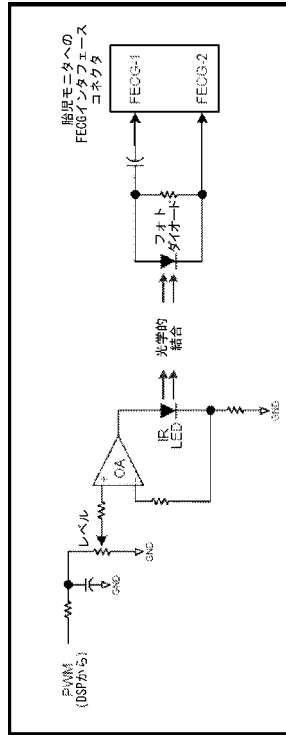 PWM
(DSPから)
GND
レベル
GND
+
-
OA
IR
LED
GND
光学的
結合
フォト
ダイオード
胎児モニタへの
FECGインタフェース
コネクタ
FECG-1
FECG-2